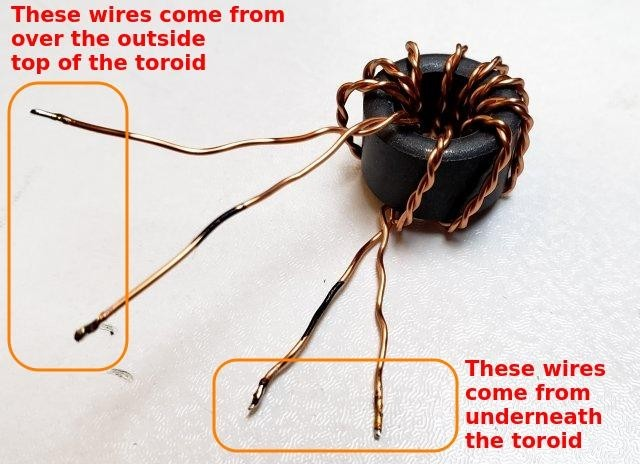 These wires come from
over the outside
top of the toroid
These wires
come from
underneath
the toroid